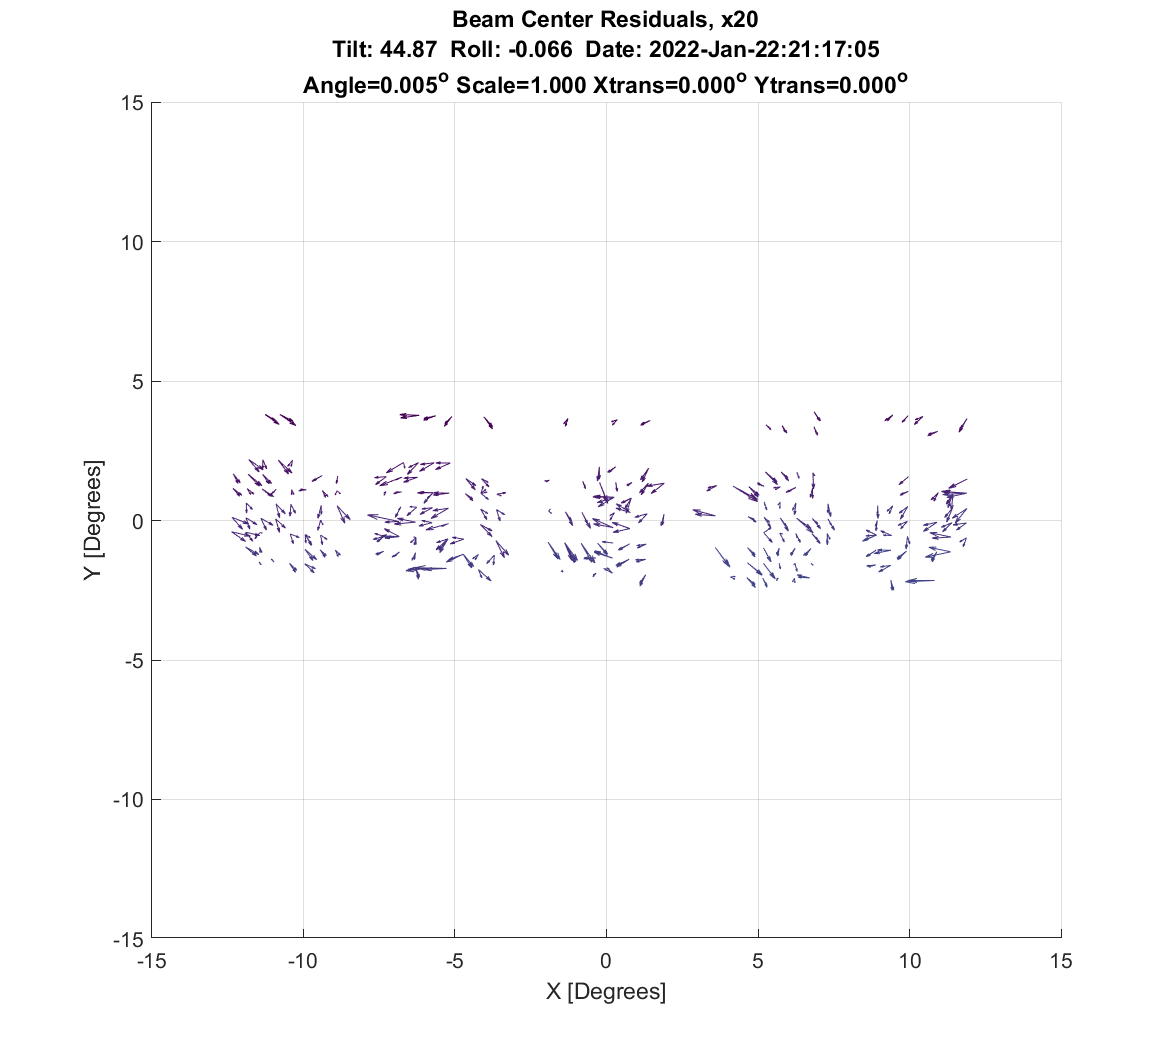 Beam Center Residuals, x20
Tilt: 44.87 Roll: -0.066 Date: 2022-Jan-22:21:17:05
Angle=0.005° Scale=1.000 Xtrans=0.000° Ytrans=0.000°
15
10
5
0
-5
-10
-15
Y [Degrees]
-15 -10 -5 0 5 10 15
X [Degrees]